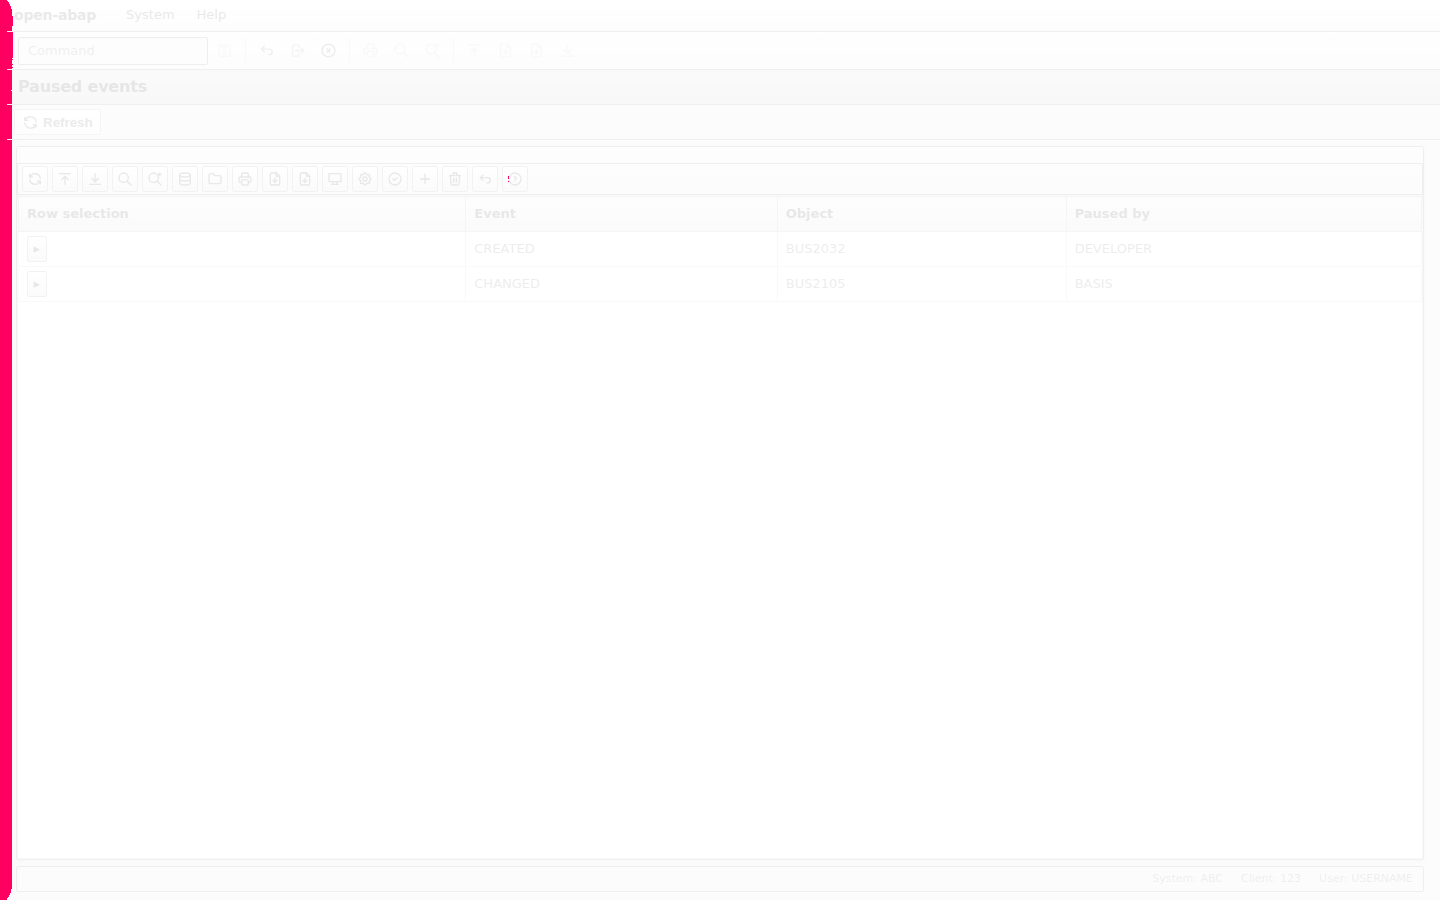 open-abap System Help
Command
Paused events
Refresh
Row selection Event Object Paused by
CREATED BUS2032 DEVELOPER
CHANGED BUS2105 BASIS
System: ABC Client: 123 User: USERNAME